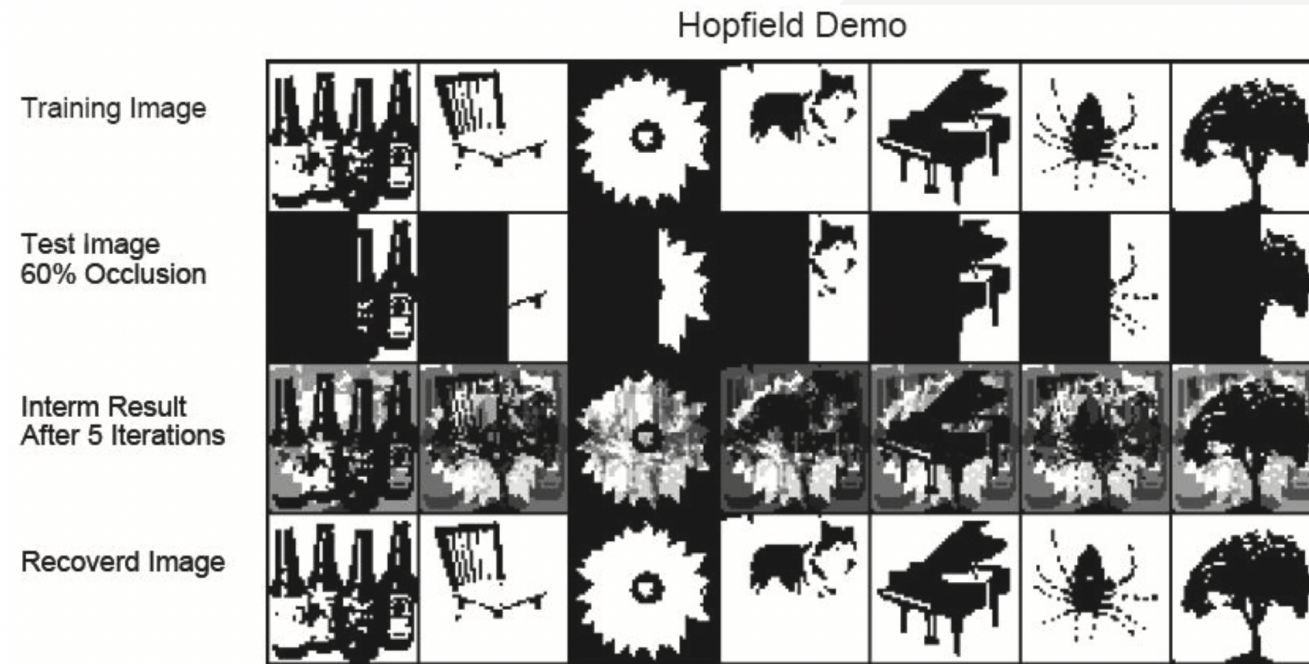 Hopfield Demo
Training Image
Test Image
60% Occlusion
Interm Result
After 5 Iterations
Recoverd Image